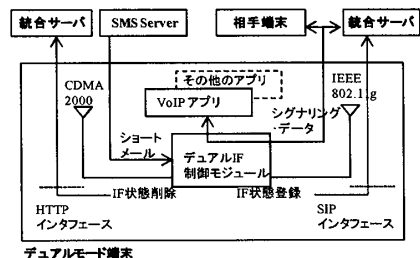 統合サーバ
SMS Server
相手端末
統合サーバ
その他のアプリ
VoIP アプリ
CDMA
2000
IEEE
802.11g
シグナリング
・データ
ショート
メール
デュアルIF
制御モジュール
IF状態削除
IF状態登録
HTTP
インタフェース
SIP
インタフェース
デュアルモード端末